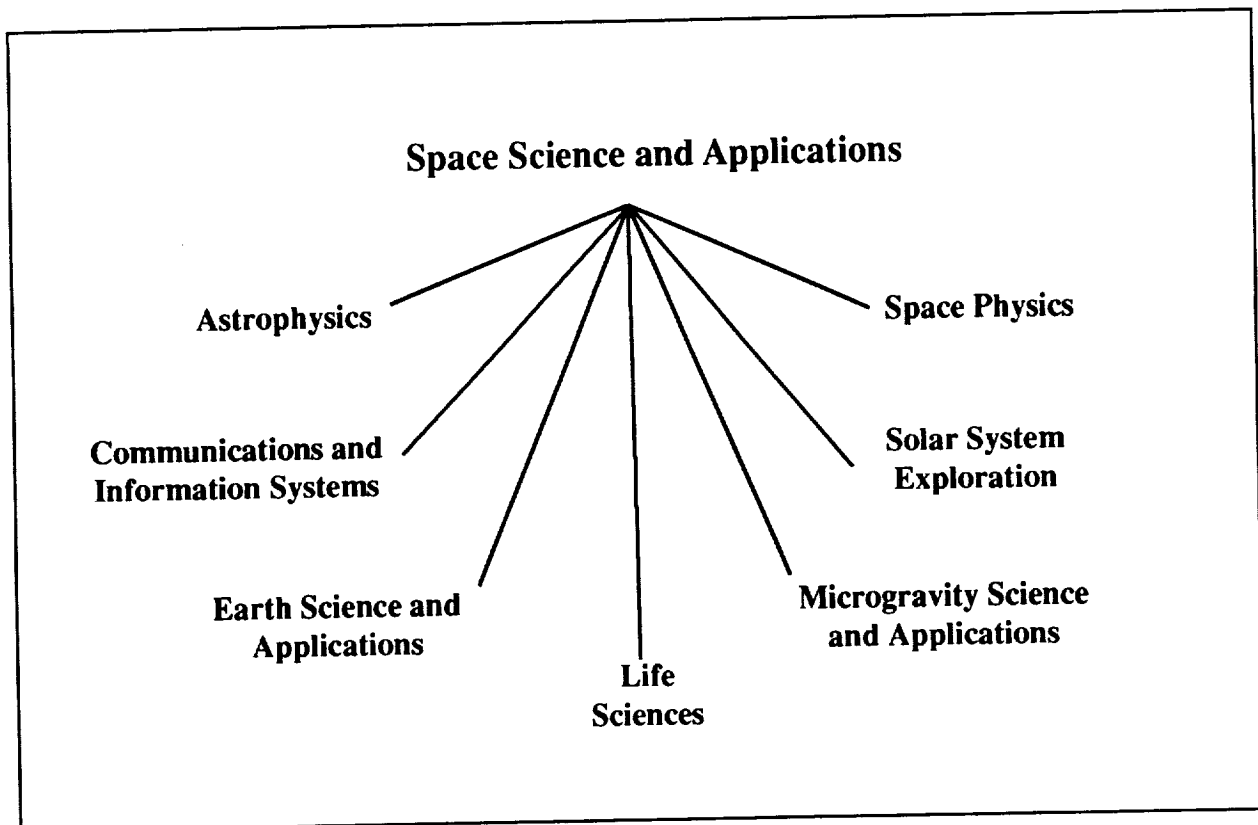 Space Science and Applications
Astrophysics
Space Physics
Communications and
Information Systems
Solar System
Exploration
Earth Science and
Applications
Microgravity Science
and Applications
Life
Sciences